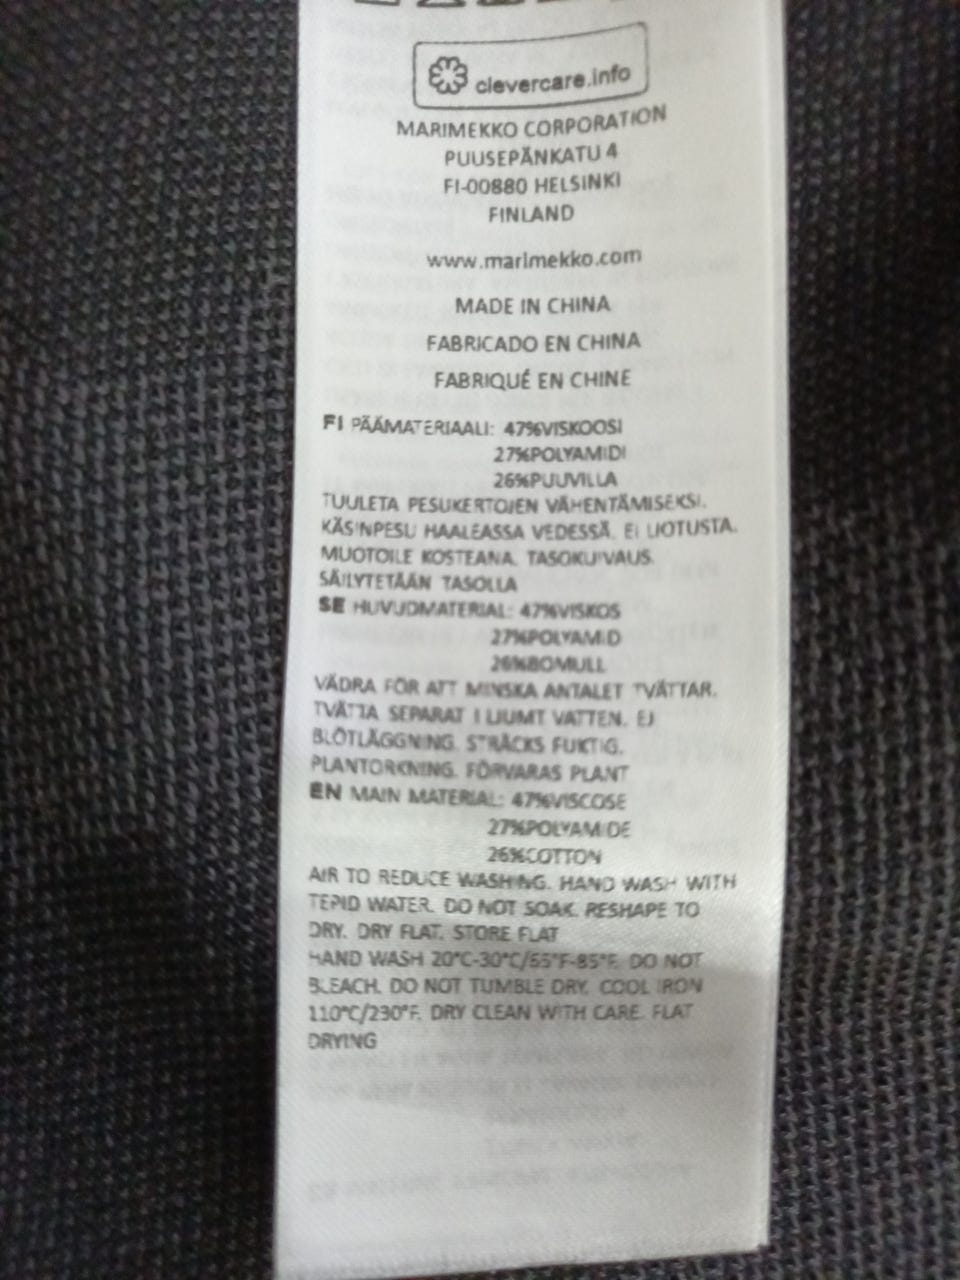 clevercare.info
MARIMEKKO CORPORATION
PUUSEPÄNKATU 4
FI-00880 HELSINKI
FINLAND
www.marimekko.com
MADE IN CHINA
FABRICADO EN CHINA
FABRIQUÉ EN CHINE
FI PÄÄMATERIAALI: 47%VISKOOSI
27%POLYAMIDI
26%PUUVILLA
TUULETA PESUKERTOJEN VÄHENTÄMISEKSI.
KÄSINPESU HAALEASSA VEDESSÄ. EI LIOTUSTA.
MUOTOILE KOSTEANA. TASOKUIVAUS.
SÄILYTETÄÄN TASOLLA
SE HUVUDMATERIAL: 47%VISKOS
27%POLYAMID
26%BOMULL
VÄDRA FÖR ATT MINSKA ANTALET TVÄTTAR.
TVÄTTA SEPARAT I LJUMT VATTEN. EJ
BLÖTLÄGGNING. STRÄCKS FUKTIG.
PLANTORKNING. FÖRVARAS PLANT
EN MAIN MATERIAL: 47%VISCOSE
27%POLYAMIDE
26%COTTON
AIR TO REDUCE WASHING. HAND WASH WITH
TEPID WATER. DO NOT SOAK. RESHAPE TO
DRY. DRY FLAT. STORE FLAT
HAND WASH 20°C-30°C/65°F-85°F. DO NOT
BLEACH. DO NOT TUMBLE DRY. COOL IRON
110°C/230°F. DRY CLEAN WITH CARE. FLAT
DRYING